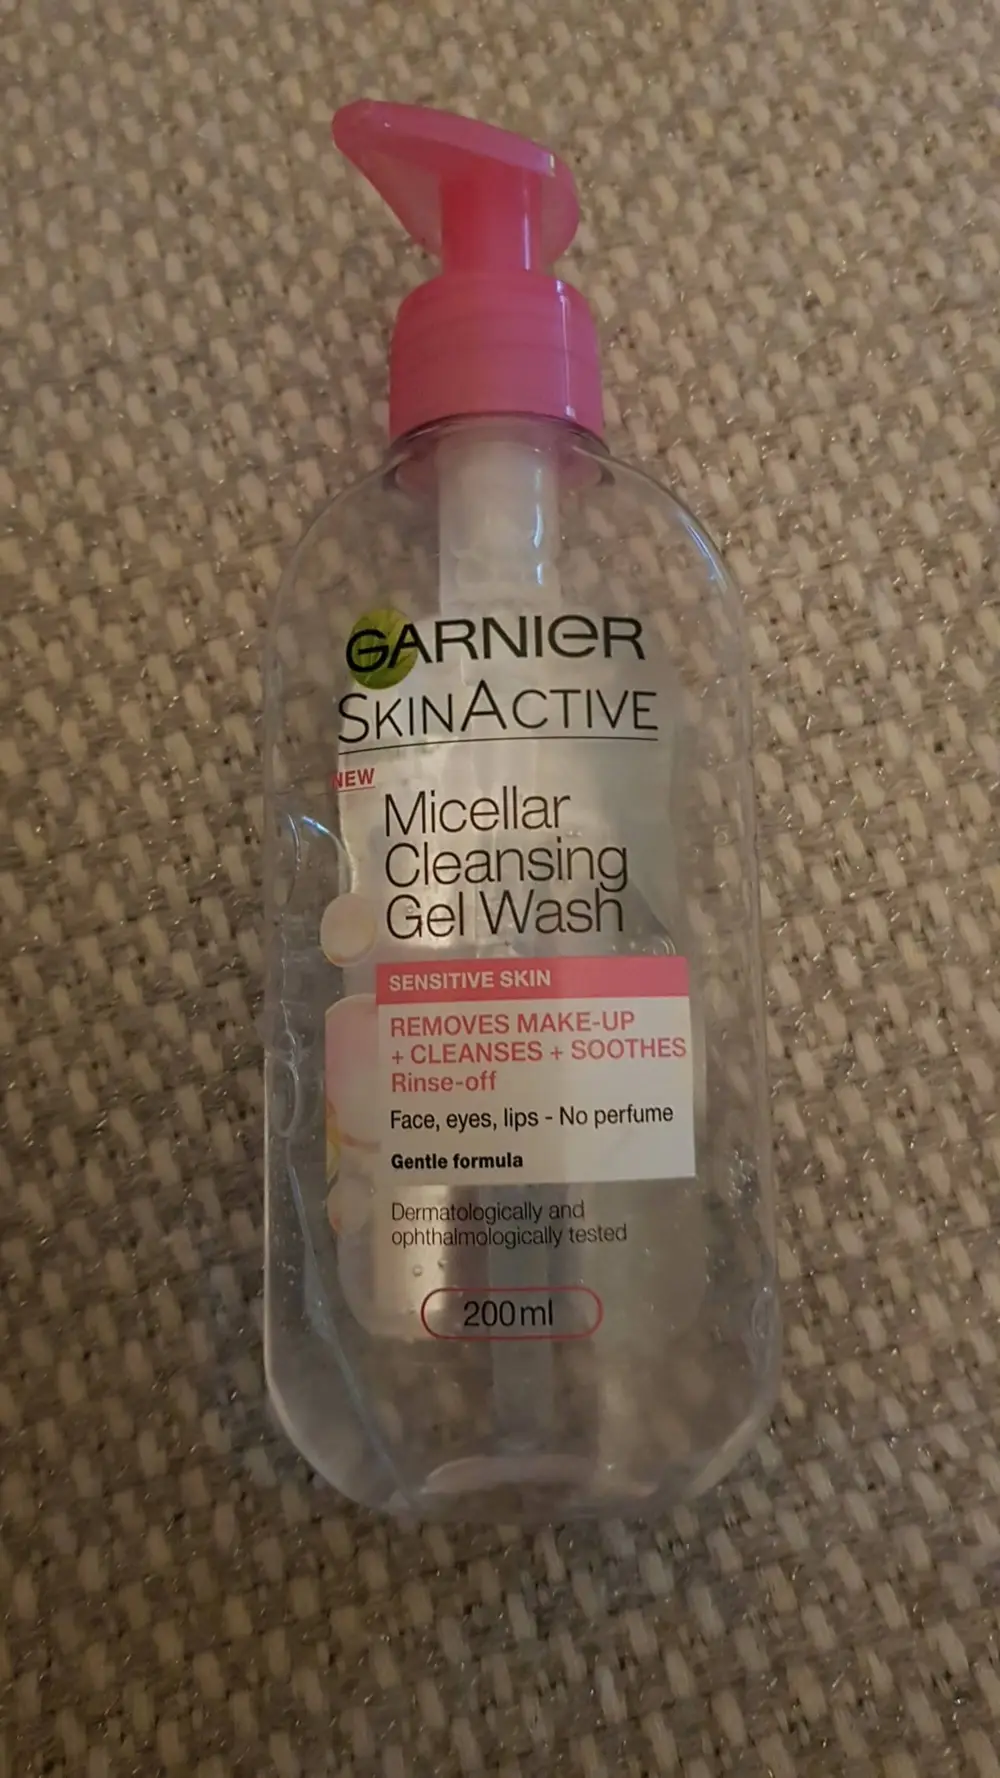 GARNIER
SKINACTIVE
NEW
Micellar
Cleansing
Gel Wash
SENSITIVE SKIN
REMOVES MAKE-UP
+ CLEANSES + SOOTHES
Rinse-off
Face, eyes, lips - No perfume
Gentle formula
Dermatologically and
ophthalmologically tested
200ml